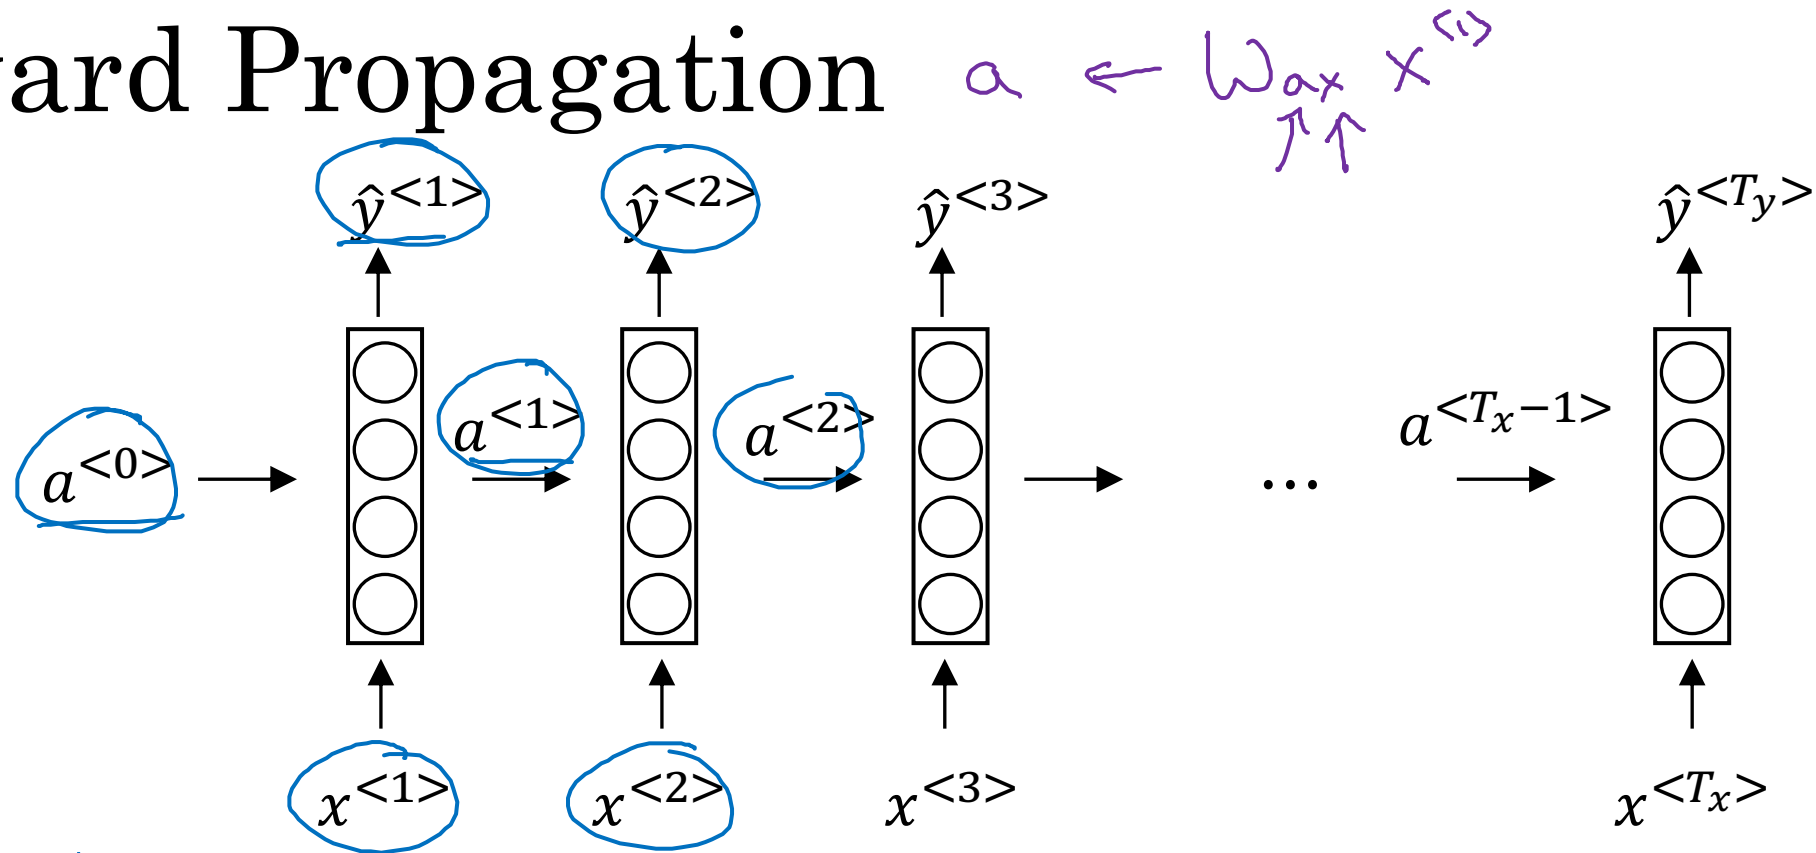 ard Propagation a ← Wax x<1>
ŷ<1> ŷ<2> ŷ<3> ŷ<Ty>
a<0> a<1> a<2> ... a<Tx−1>
x<1> x<2> x<3> x<Tx>